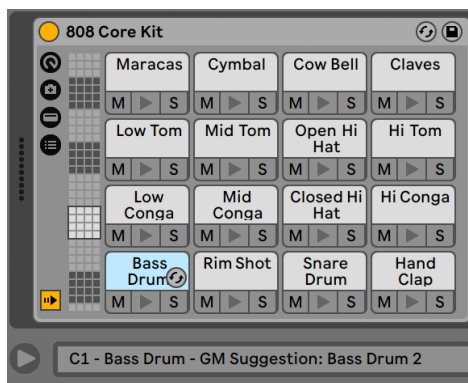 808 Core Kit
Maracas
M S
Cymbal
M S
Cow Bell
M S
Claves
M S
Low Tom
M S
Mid Tom
M S
Open Hi
Hat
M S
Hi Tom
M S
Low
Conga
M S
Mid
Conga
M S
Closed Hi
Hat
M S
Hi Conga
M S
Bass
Drum
M S
Rim Shot
M S
Snare
Drum
M S
Hand
Clap
M S
C1 - Bass Drum - GM Suggestion: Bass Drum 2